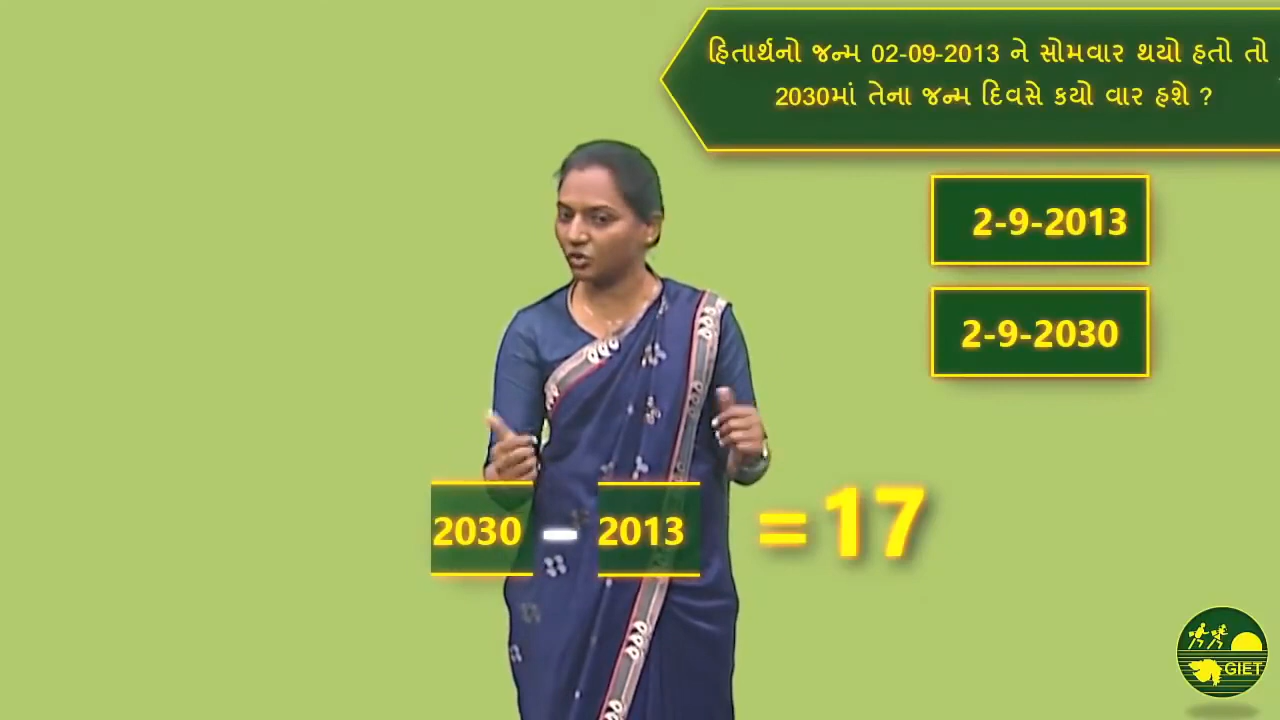 હિતાર્થનો જન્મ 02-09-2013 ને સોમવાર થયો હતો તો
2030માં તેના જન્મ દિવસે કયો વાર હશે ?
2-9-2013
2-9-2030
2030 - 2013 = 17
GIET